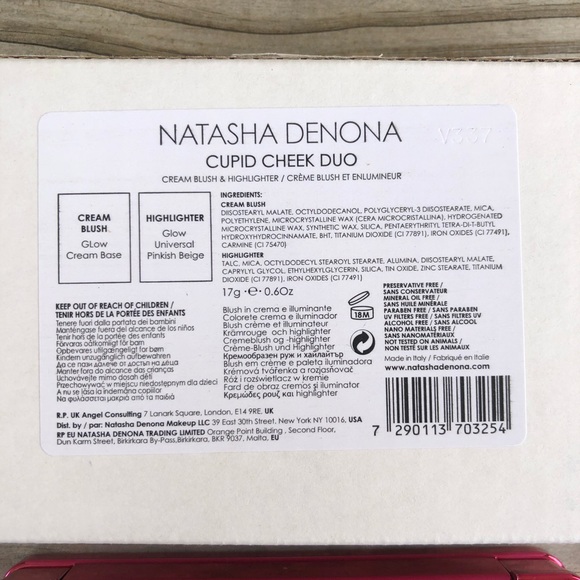 NATASHA DENONA
V337
CUPID CHEEK DUO
CREAM BLUSH & HIGHLIGHTER / CRÈME BLUSH ET ENLUMINEUR
CREAM
BLUSH
GLow
Cream Base
HIGHLIGHTER
Glow
Universal
Pinkish Beige
INGREDIENTS:
CREAM BLUSH
DIISOSTEARYL MALATE, OCTYLDODECANOL, POLYGLYCERYL-3 DIISOSTEARATE, MICA,
POLYETHYLENE, MICROCRYSTALLINE WAX (CERA MICROCRISTALLINA), HYDROGENATED
MICROCRYSTALLINE WAX, SYNTHETIC WAX, SILICA, PENTAERYTHRITYL TETRA-DI-T-BUTYL
HYDROXYHYDROCINNAMATE, BHT, TITANIUM DIOXIDE (CI 77891), IRON OXIDES (CI 77491),
CARMINE (CI 75470)
HIGHLIGHTER
TALC, MICA, OCTYLDODECYL STEAROYL STEARATE, ALUMINA, DIISOSTEARYL MALATE,
CAPRYLYL GLYCOL, ETHYLHEXYLGLYCERIN, SILICA, TIN OXIDE, ZINC STEARATE, TITANIUM
DIOXIDE (CI 77891) IRON OXIDES (CI 77491)
17g ·e· 0.6Oz
KEEP OUT OF REACH OF CHILDREN /
TENIR HORS DE LA PORTÉE DES ENFANTS
Tenere fuori dalla portata dei bambini
Manténgase fuera del alcance de los niños
Tenir hors de la portée des enfants
Förvaras oåtkomligt för barn
Opbevares utilgængeligt for børn
Kindern unzugänglich aufbewahren
До се пази далеч от достъп на деца
Manter fora do alcance das crianças
Uchovávejte mimo dosah dětí
Przechowywać w miejscu niedostępnym dla dzieci
A nu se lăsa la indemâna copiilor
Να φυλάσσεται μακριά από τα παιδιά
Blush in crema e illuminante
Colorete crema e iluminador
Blush crème et illuminateur
Krämrouge och highlighter
Cremeblush og -highlighter
Crème-Blush und Highlighter
Кремообразен руж и хайлайтър
Krémová tvářenka a rozjasňovač
Róż i rozświetlacz w kremie
Fard de obraz cremos și iluminator
Κρεμώδες ρουζ και highlighter
18M
PRESERVATIVE FREE /
SANS CONSERVATEUR
MINERAL OIL FREE /
SANS HUILE MINÉRALE
PARABEN FREE / SANS PARABEN
UV FILTERS FREE / SANS FILTRES UV
ALCOHOL FREE / SANS ALCOOL
NANO MATERIALS FREE /
SANS NANOMATÉRIAUX
NOT TESTED ON ANIMALS /
NON TESTÉ SUR LES ANIMAUX
Made in Italy / Fabriqué en Italie
www.natashadenona.com
R.P. UK Angel Consulting 7 Lanark Square, London, E14 9RE. UK
Dist. by / par: Natasha Denona Makeup LLC 39 East 30th Street, New York NY 10016, USA
RP EU NATASHA DENONA TRADING LIMITED Orange Point Building , Second Floor,
Dun Karm Street, Birkirkara By-Pass,Birkirkara, BKR 9037, Malta, EU
7 290113 703254